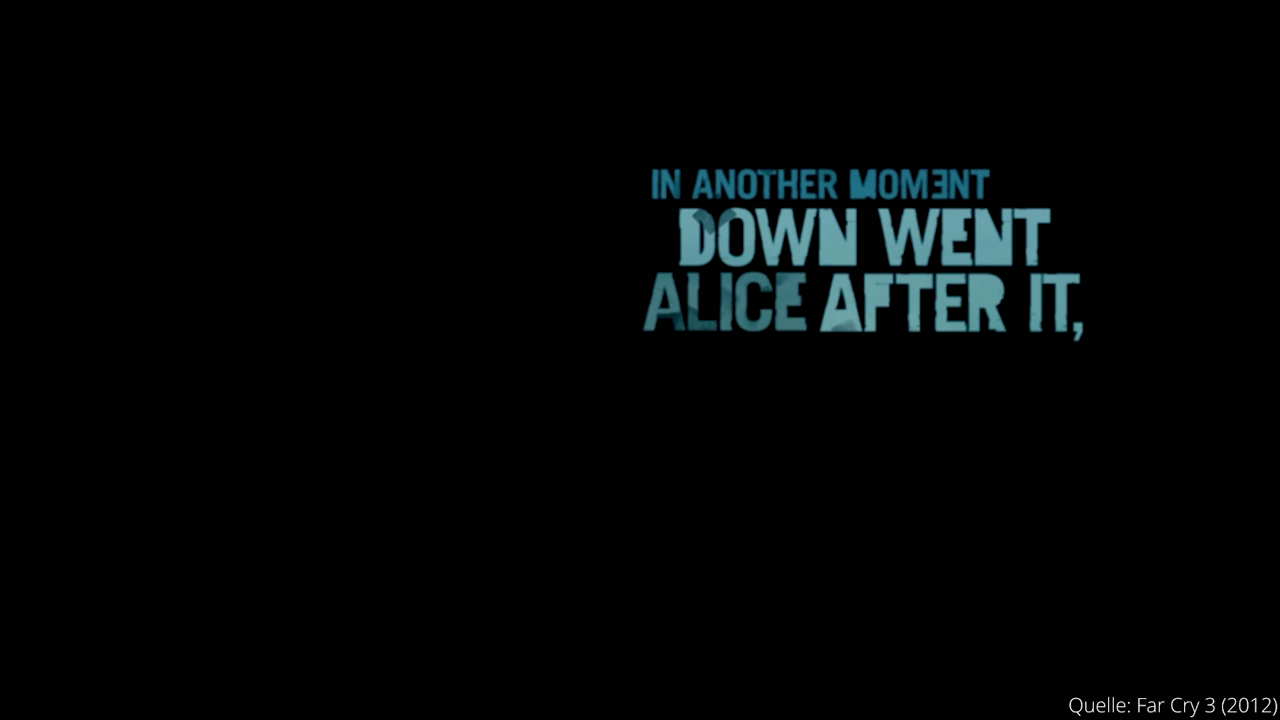 IN ANOTHER MOMENT
DOWN WENT
ALICE AFTER IT,
Quelle: Far Cry 3 (2012)